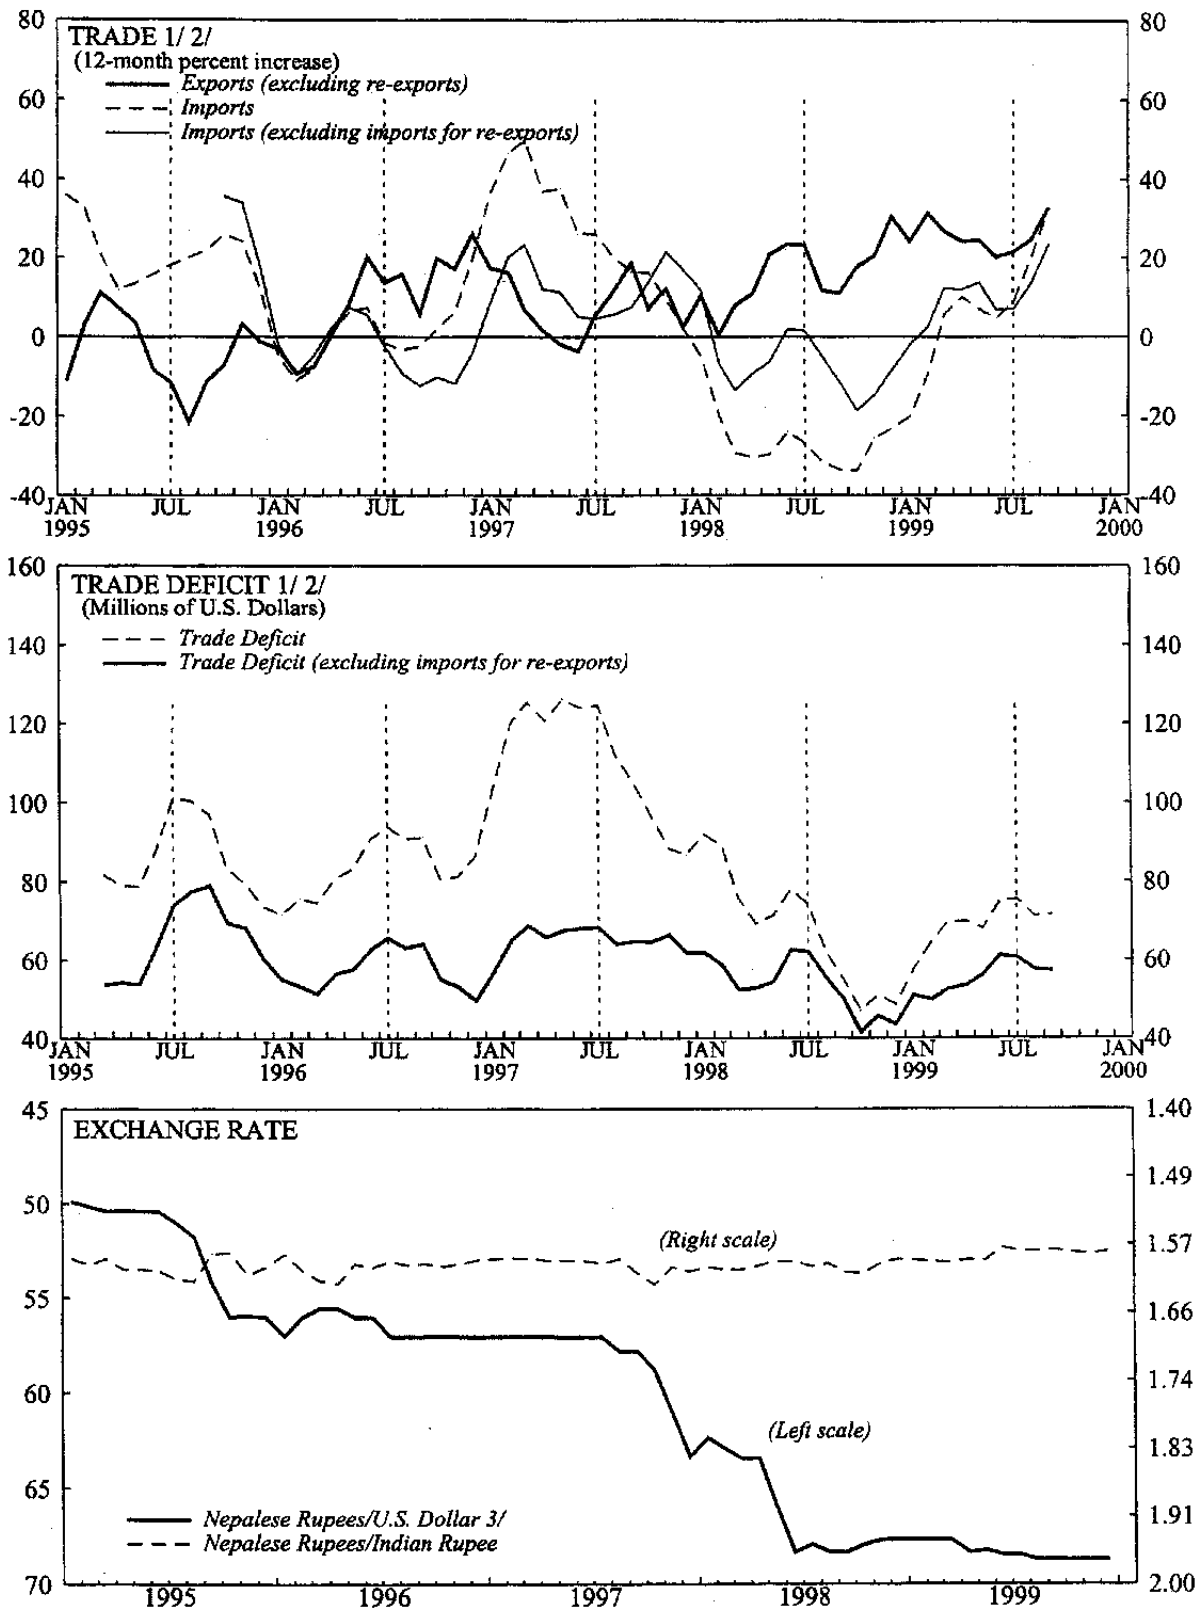 TRADE 1/ 2/
(12-month percent increase)
Exports (excluding re-exports)
Imports
Imports (excluding imports for re-exports)
80 80
60 60
40 40
20 20
0 0
-20 -20
-40 -40
JAN JUL JAN JUL JAN JUL JAN JUL JAN JUL JAN
1995 1996 1997 1998 1999 2000
TRADE DEFICIT 1/ 2/
(Millions of U.S. Dollars)
Trade Deficit
Trade Deficit (excluding imports for re-exports)
160 160
140 140
120 120
100 100
80 80
60 60
40 40
JAN JUL JAN JUL JAN JUL JAN JUL JAN JUL JAN
1995 1996 1997 1998 1999 2000
EXCHANGE RATE
45 1.40
1.49
50
1.57
(Right scale)
55 1.66
60 1.74
(Left scale)
1.83
65
1.91
Nepalese Rupees/U.S. Dollar 3/
Nepalese Rupees/Indian Rupee
70 2.00
1995 1996 1997 1998 1999